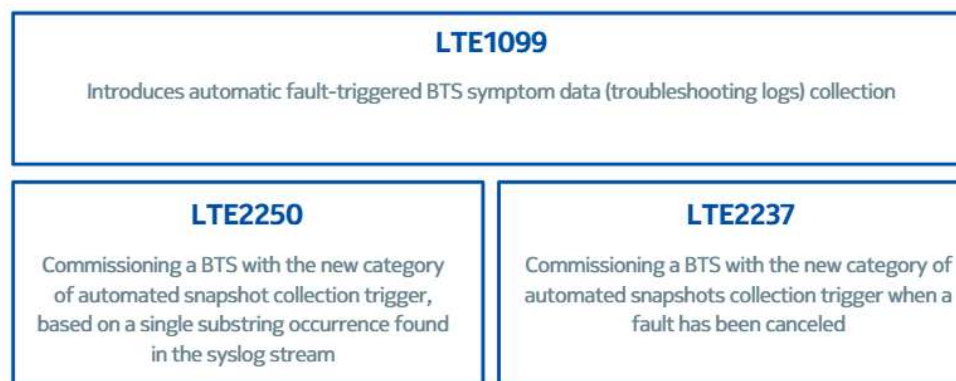 LTE1099
Introduces automatic fault-triggered BTS symptom data (troubleshooting logs) collection
LTE2250
Commissioning a BTS with the new category
of automated snapshot collection trigger,
based on a single substring occurrence found
in the syslog stream
LTE2237
Commissioning a BTS with the new category of
automated snapshots collection trigger when a
fault has been canceled